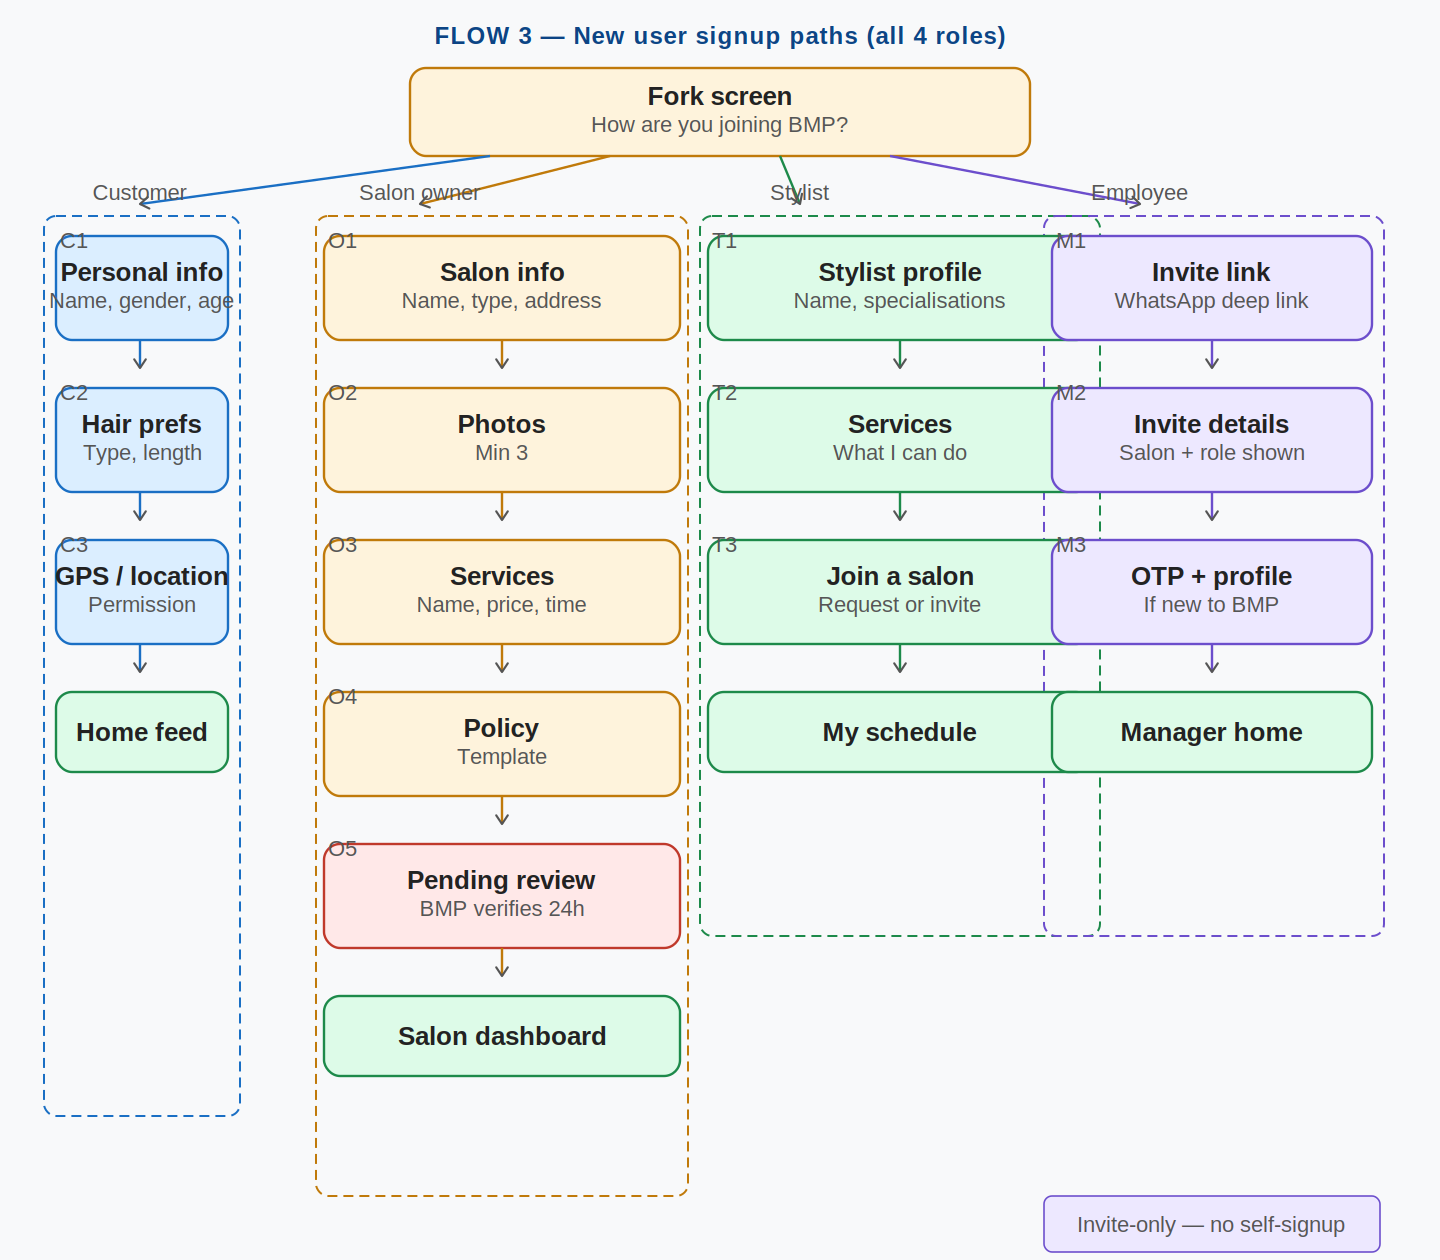 FLOW 3 — New user signup paths (all 4 roles)
Fork screen
How are you joining BMP?
Customer
Salon owner
Stylist
Employee
C1
Personal info
Name, gender, age
C2
Hair prefs
Type, length
C3
GPS / location
Permission
Home feed
O1
Salon info
Name, type, address
O2
Photos
Min 3
O3
Services
Name, price, time
O4
Policy
Template
O5
Pending review
BMP verifies 24h
Salon dashboard
T1
Stylist profile
Name, specialisations
T2
Services
What I can do
T3
Join a salon
Request or invite
My schedule
M1
Invite link
WhatsApp deep link
M2
Invite details
Salon + role shown
M3
OTP + profile
If new to BMP
Manager home
Invite-only — no self-signup